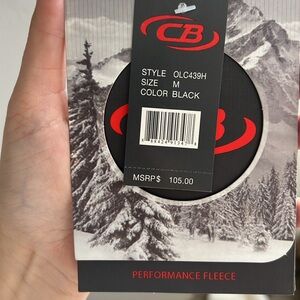 CB
STYLE OLC439H
SIZE M
COLOR BLACK
MSRP$ 105.00
PERFORMANCE FLEECE